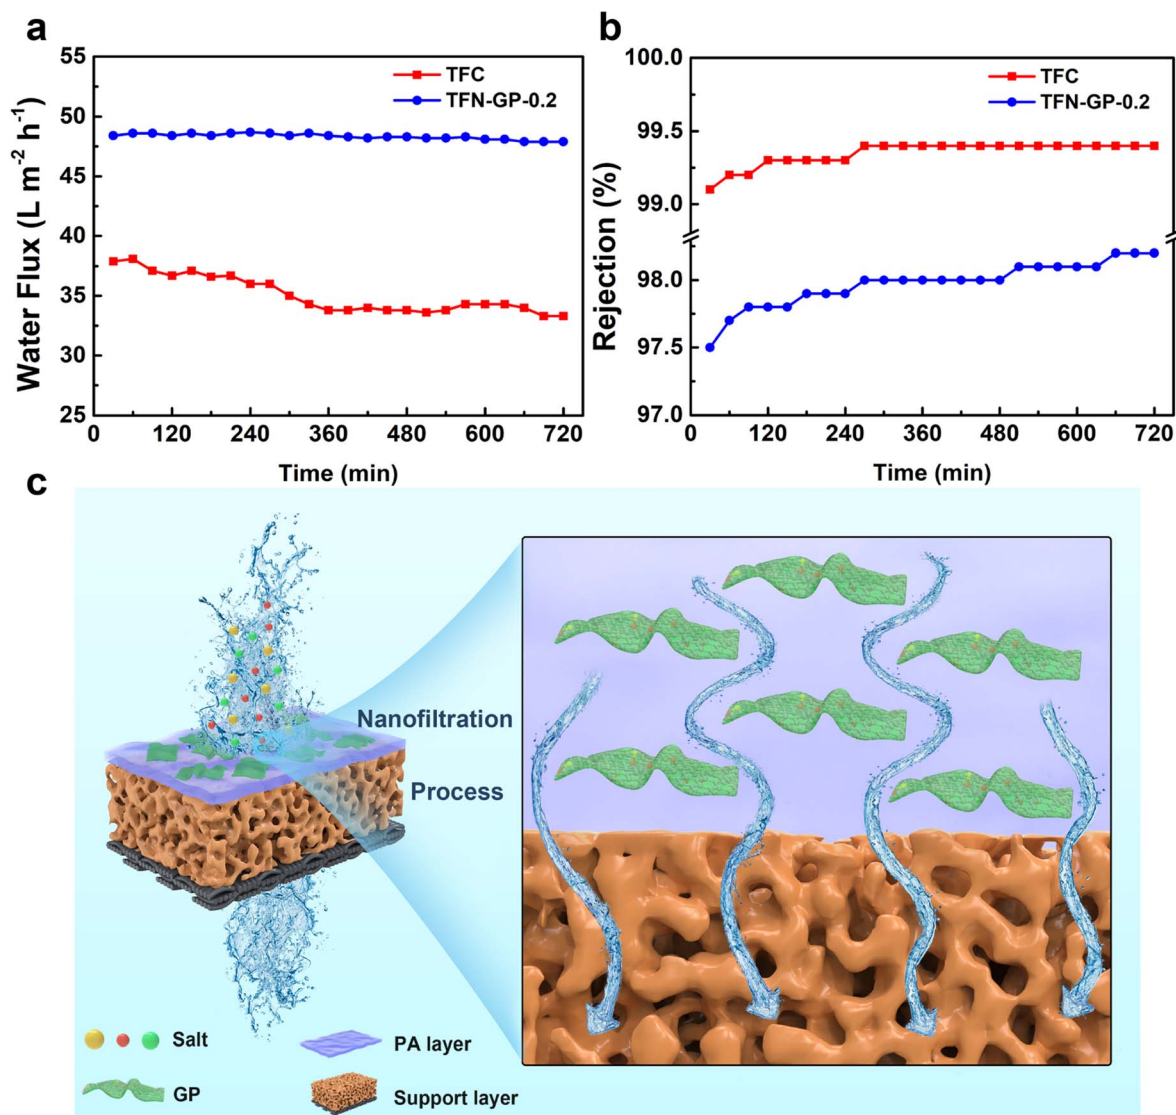 a
55
50
45
40
35
30
25
Water Flux (L m⁻² h⁻¹)
TFC
TFN-GP-0.2
0 120 240 360 480 600 720
Time (min)
b
100.0
99.5
99.0
98.0
97.5
97.0
Rejection (%)
TFC
TFN-GP-0.2
0 120 240 360 480 600 720
Time (min)
c
Nanofiltration
Process
Salt
PA layer
GP
Support layer